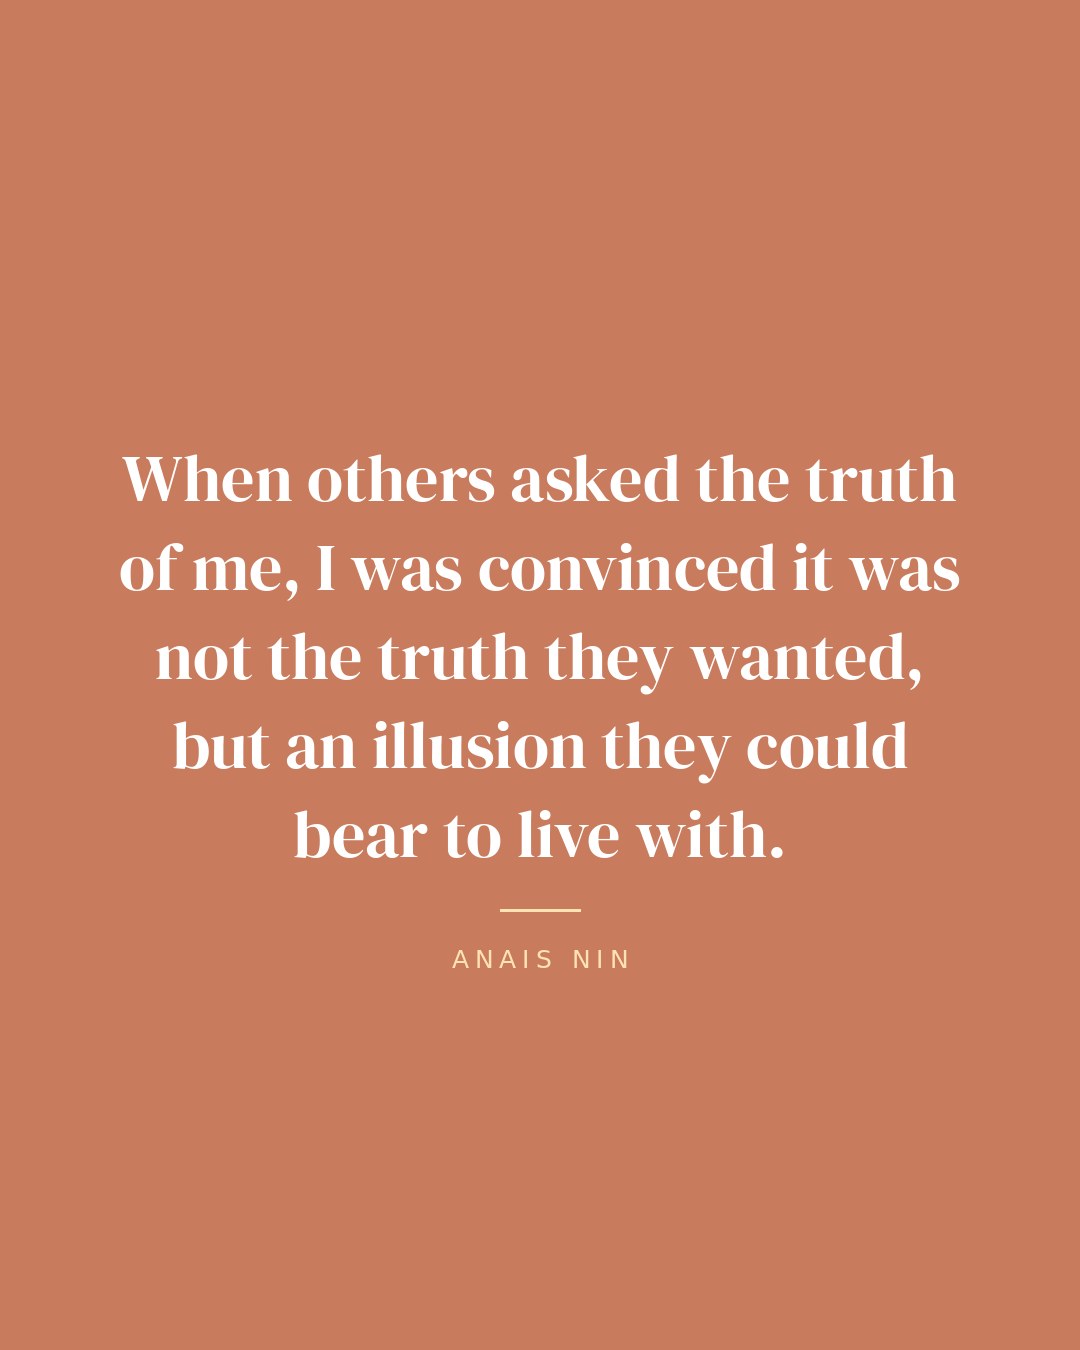 When others asked the truth
of me, I was convinced it was
not the truth they wanted,
but an illusion they could
bear to live with.
ANAIS NIN